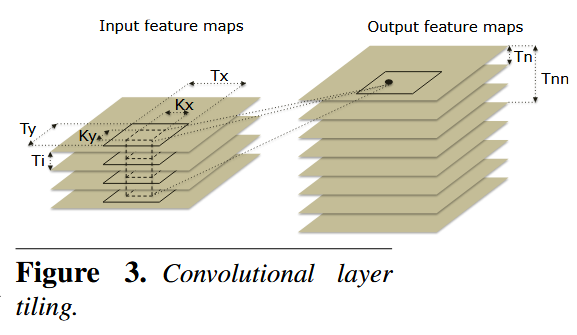 Input feature maps
Output feature maps
Tx
Kx
Ty
Ky
Ti
Tn
Tnn
Figure 3. Convolutional layer
tiling.